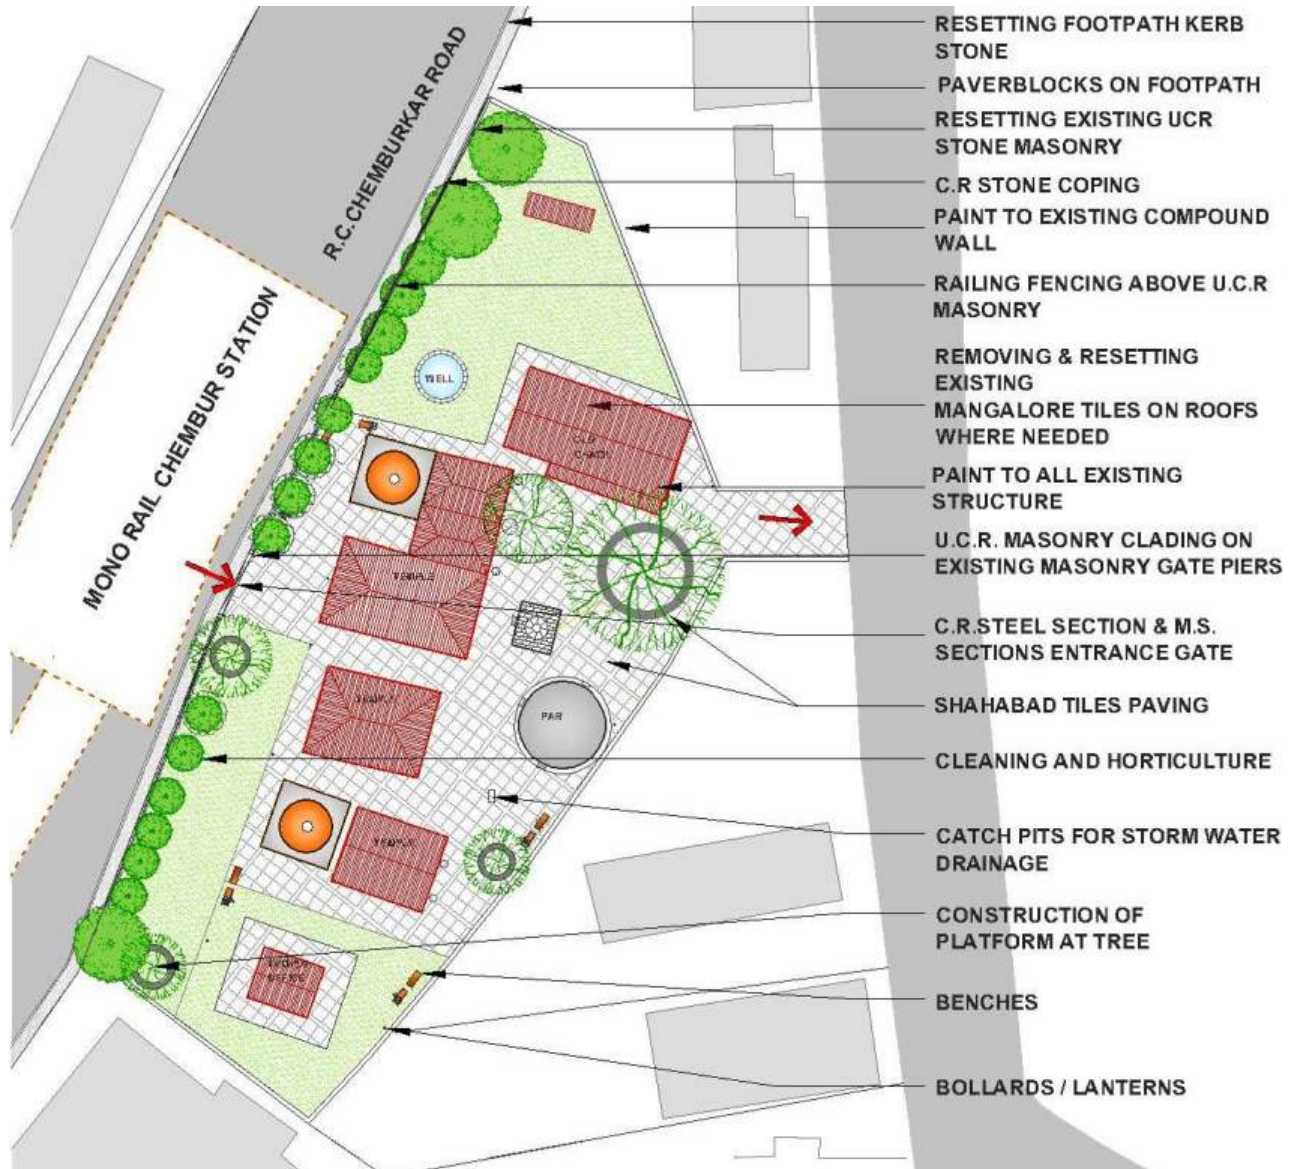 RESETTING FOOTPATH KERB
STONE
PAVERBLOCKS ON FOOTPATH
RESETTING EXISTING UCR
STONE MASONRY
C.R STONE COPING
PAINT TO EXISTING COMPOUND
WALL
RAILING FENCING ABOVE U.C.R
MASONRY
REMOVING & RESETTING
EXISTING
MANGALORE TILES ON ROOFS
WHERE NEEDED
PAINT TO ALL EXISTING
STRUCTURE
U.C.R. MASONRY CLADING ON
EXISTING MASONRY GATE PIERS
C.R.STEEL SECTION & M.S.
SECTIONS ENTRANCE GATE
SHAHABAD TILES PAVING
CLEANING AND HORTICULTURE
CATCH PITS FOR STORM WATER
DRAINAGE
CONSTRUCTION OF
PLATFORM AT TREE
BENCHES
BOLLARDS / LANTERNS
R.C.CHEMBURKAR ROAD
MONO RAIL CHEMBUR STATION
WELL
TEMPLE
TEMPLE
PAR
TEMPLE